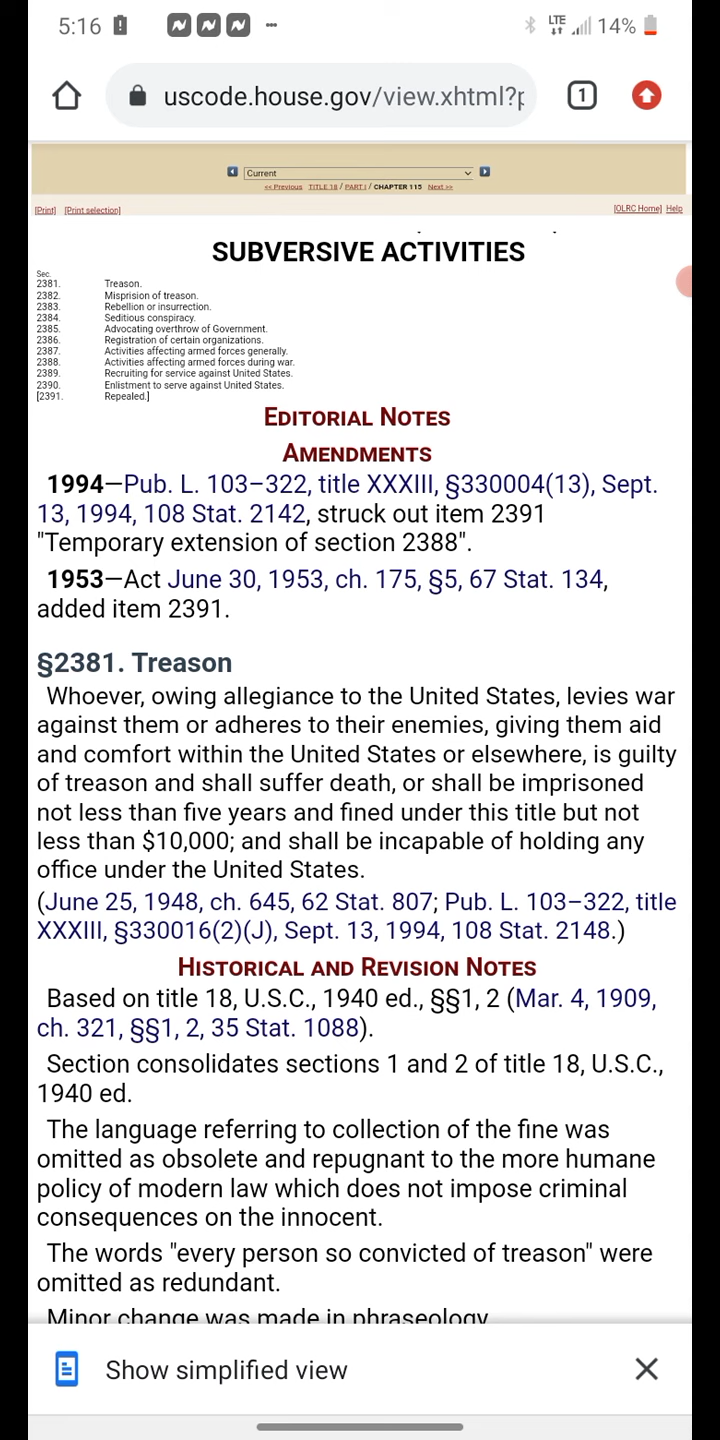 5:16
LTE 14%
uscode.house.gov/view.xhtml?p
1
Current
<< Previous TITLE 18 / PART I / CHAPTER 115 Next >>
[Print] [Print selection] [OLRC Home] Help
SUBVERSIVE ACTIVITIES
Sec.
2381. Treason.
2382. Misprision of treason.
2383. Rebellion or insurrection.
2384. Seditious conspiracy.
2385. Advocating overthrow of Government.
2386. Registration of certain organizations.
2387. Activities affecting armed forces generally.
2388. Activities affecting armed forces during war.
2389. Recruiting for service against United States.
2390. Enlistment to serve against United States.
[2391. Repealed.]
Editorial Notes
Amendments
1994—Pub. L. 103–322, title XXXIII, §330004(13), Sept.
13, 1994, 108 Stat. 2142, struck out item 2391
"Temporary extension of section 2388".
1953—Act June 30, 1953, ch. 175, §5, 67 Stat. 134,
added item 2391.
§2381. Treason
Whoever, owing allegiance to the United States, levies war
against them or adheres to their enemies, giving them aid
and comfort within the United States or elsewhere, is guilty
of treason and shall suffer death, or shall be imprisoned
not less than five years and fined under this title but not
less than $10,000; and shall be incapable of holding any
office under the United States.
(June 25, 1948, ch. 645, 62 Stat. 807; Pub. L. 103–322, title
XXXIII, §330016(2)(J), Sept. 13, 1994, 108 Stat. 2148.)
Historical and Revision Notes
Based on title 18, U.S.C., 1940 ed., §§1, 2 (Mar. 4, 1909,
ch. 321, §§1, 2, 35 Stat. 1088).
Section consolidates sections 1 and 2 of title 18, U.S.C.,
1940 ed.
The language referring to collection of the fine was
omitted as obsolete and repugnant to the more humane
policy of modern law which does not impose criminal
consequences on the innocent.
The words "every person so convicted of treason" were
omitted as redundant.
Minor change was made in phraseology
Show simplified view